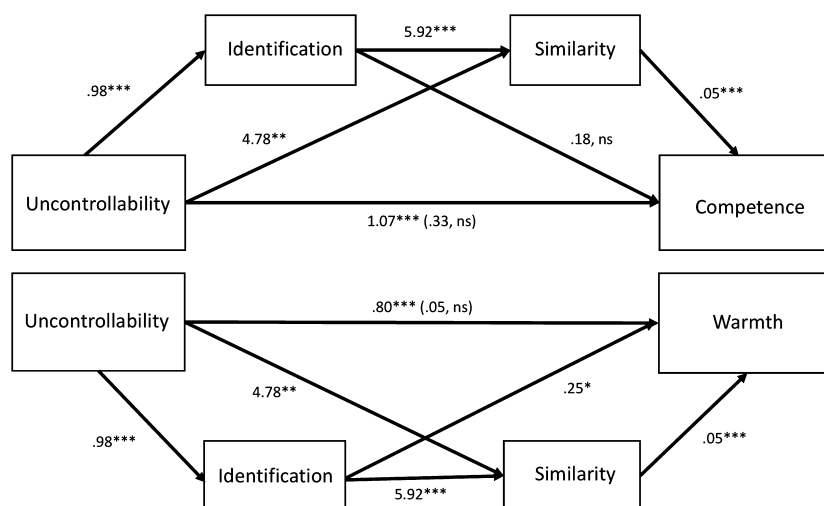 5.92***
Identification
Similarity
.98***
.05***
4.78**
.18, ns
Uncontrollability
Competence
1.07*** (.33, ns)
.80*** (.05, ns)
Uncontrollability
Warmth
4.78**
.25*
.98***
.05***
Identification
Similarity
5.92***